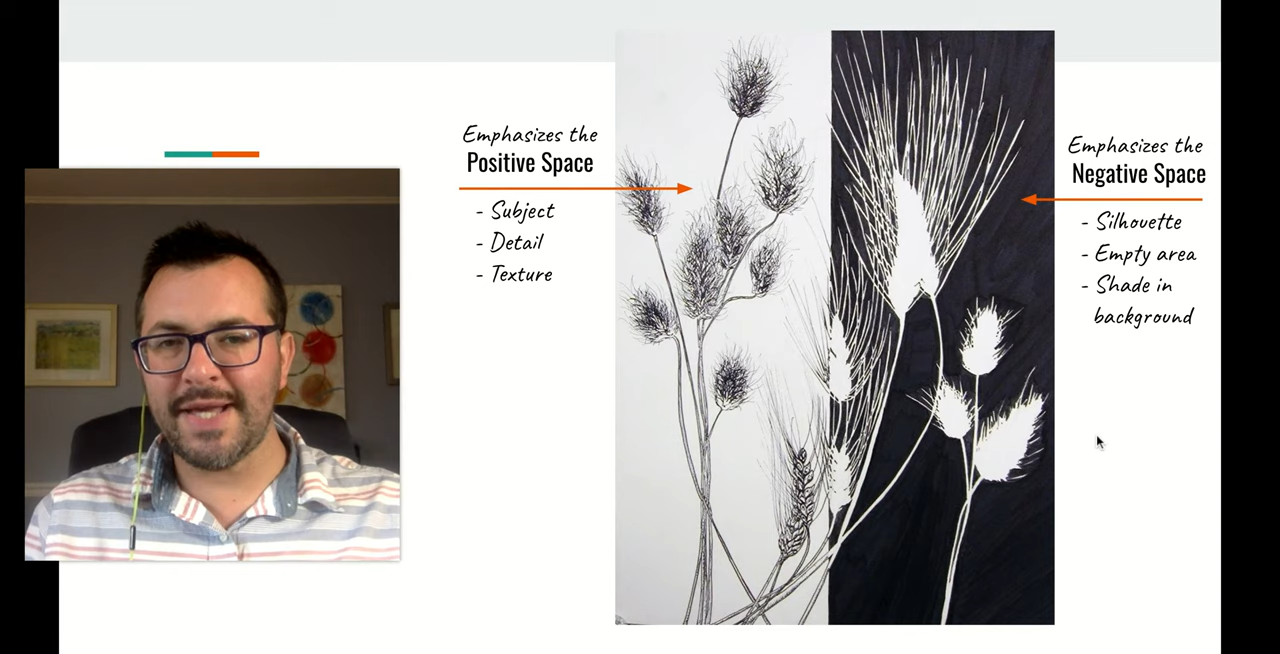 Emphasizes the
Positive Space
- Subject
- Detail
- Texture
Emphasizes the
Negative Space
- Silhouette
- Empty area
- Shade in
background